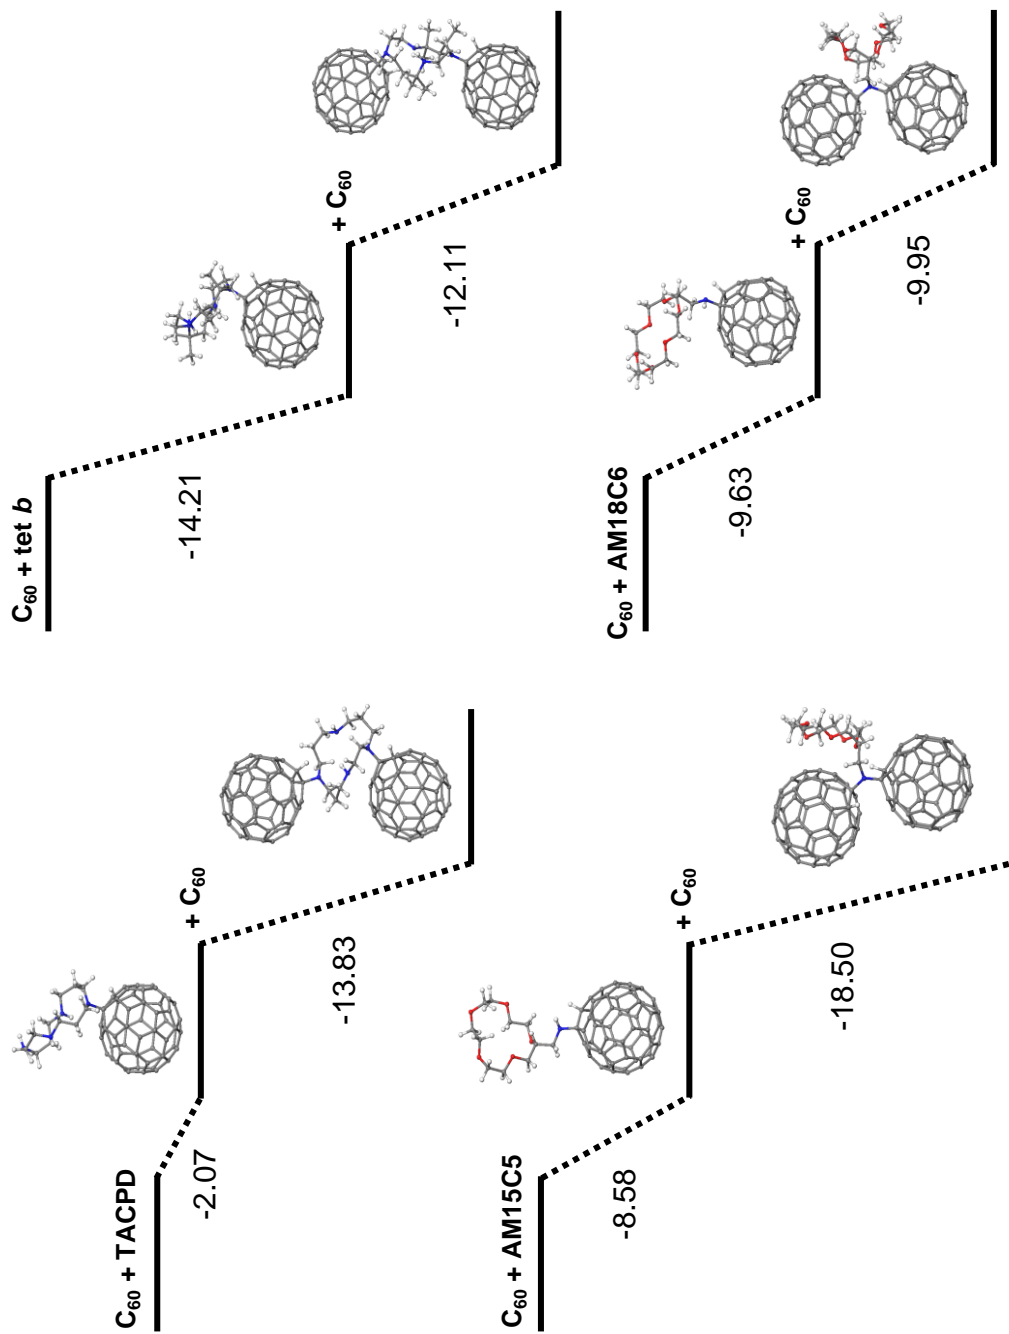 C₆₀ + TACPD
-2.07
+ C₆₀
-13.83
C₆₀ + tet b
-14.21
+ C₆₀
-12.11
C₆₀ + AM15C5
-8.58
+ C₆₀
-18.50
C₆₀ + AM18C6
-9.63
+ C₆₀
-9.95